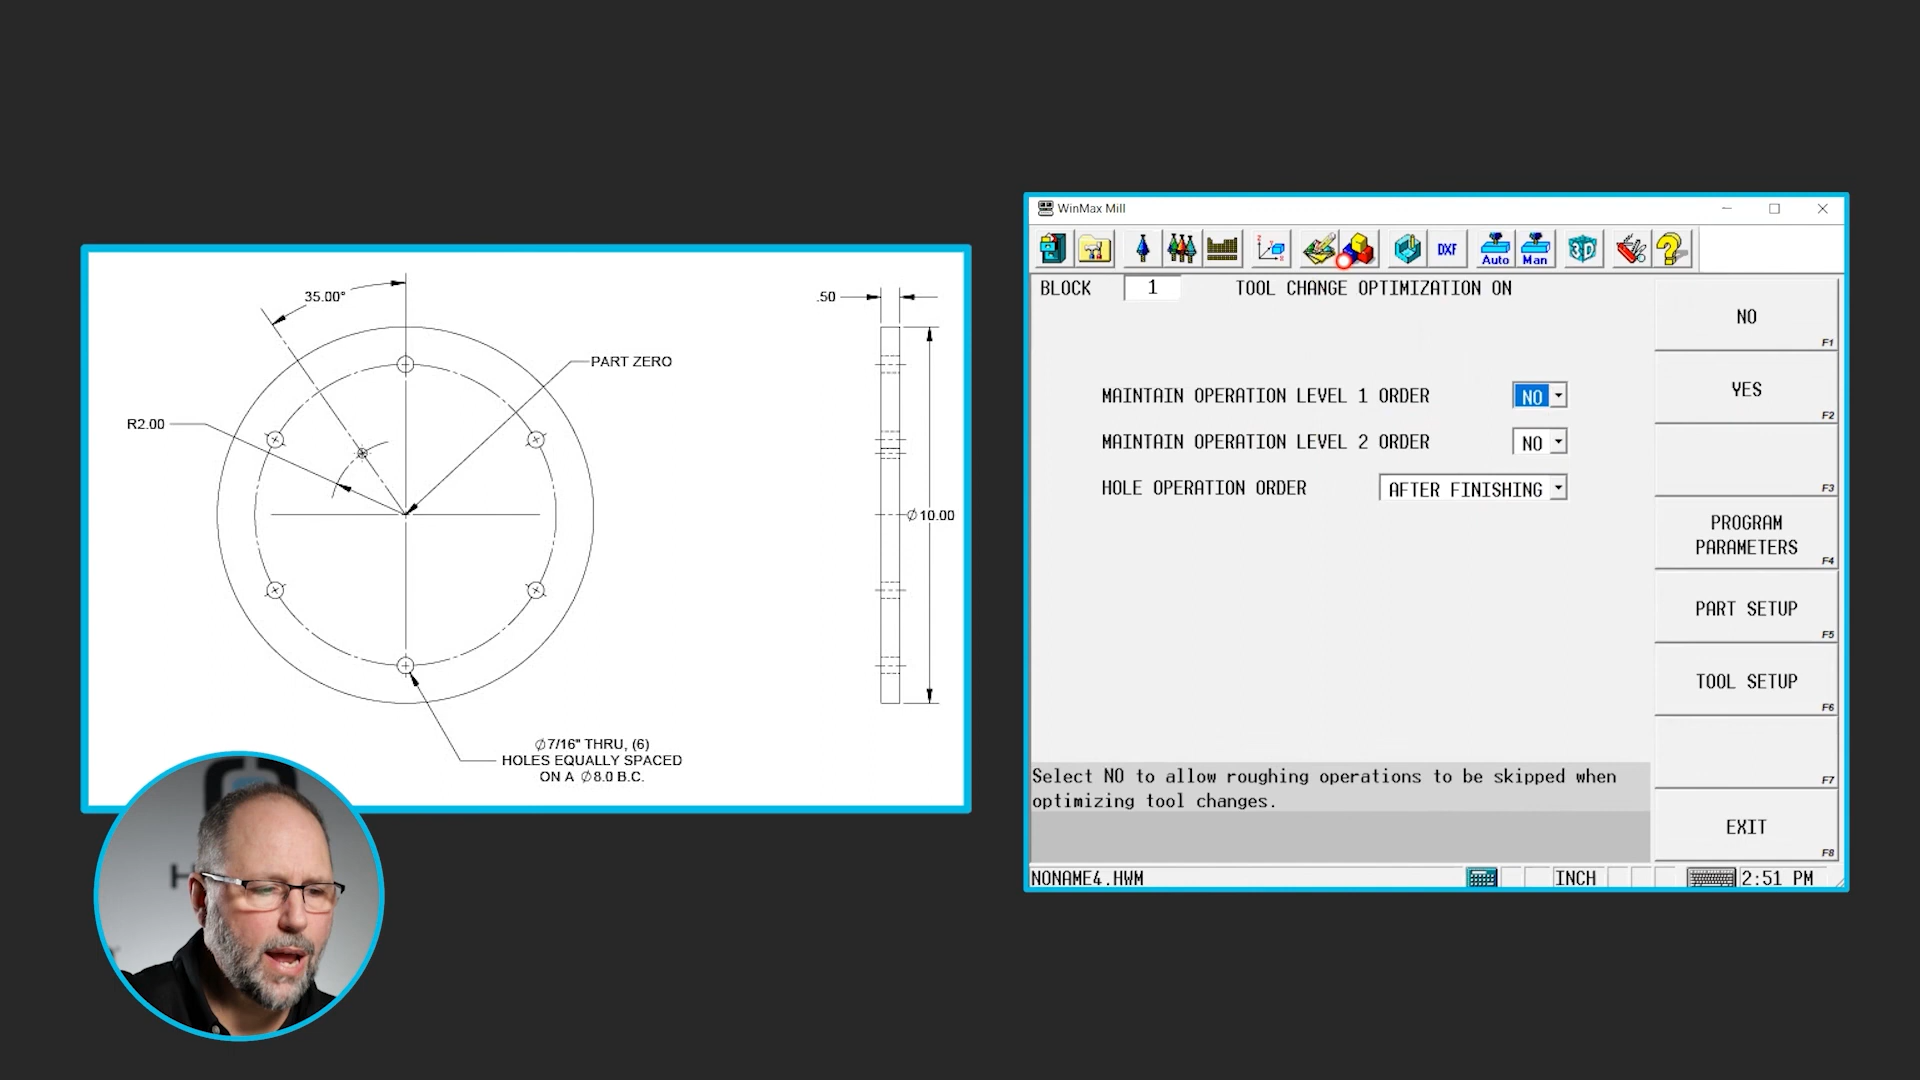 35.00°
.50
PART ZERO
R2.00
Ø10.00
Ø7/16" THRU, (6)
HOLES EQUALLY SPACED
ON A Ø8.0 B.C.
WinMax Mill
DXF
Auto
Man
3D
BLOCK 1 TOOL CHANGE OPTIMIZATION ON
MAINTAIN OPERATION LEVEL 1 ORDER NO
MAINTAIN OPERATION LEVEL 2 ORDER NO
HOLE OPERATION ORDER AFTER FINISHING
NO
F1
YES
F2
F3
PROGRAM
PARAMETERS
F4
PART SETUP
F5
TOOL SETUP
F6
F7
EXIT
F8
Select NO to allow roughing operations to be skipped when
optimizing tool changes.
NONAME4.HWM INCH 2:51 PM